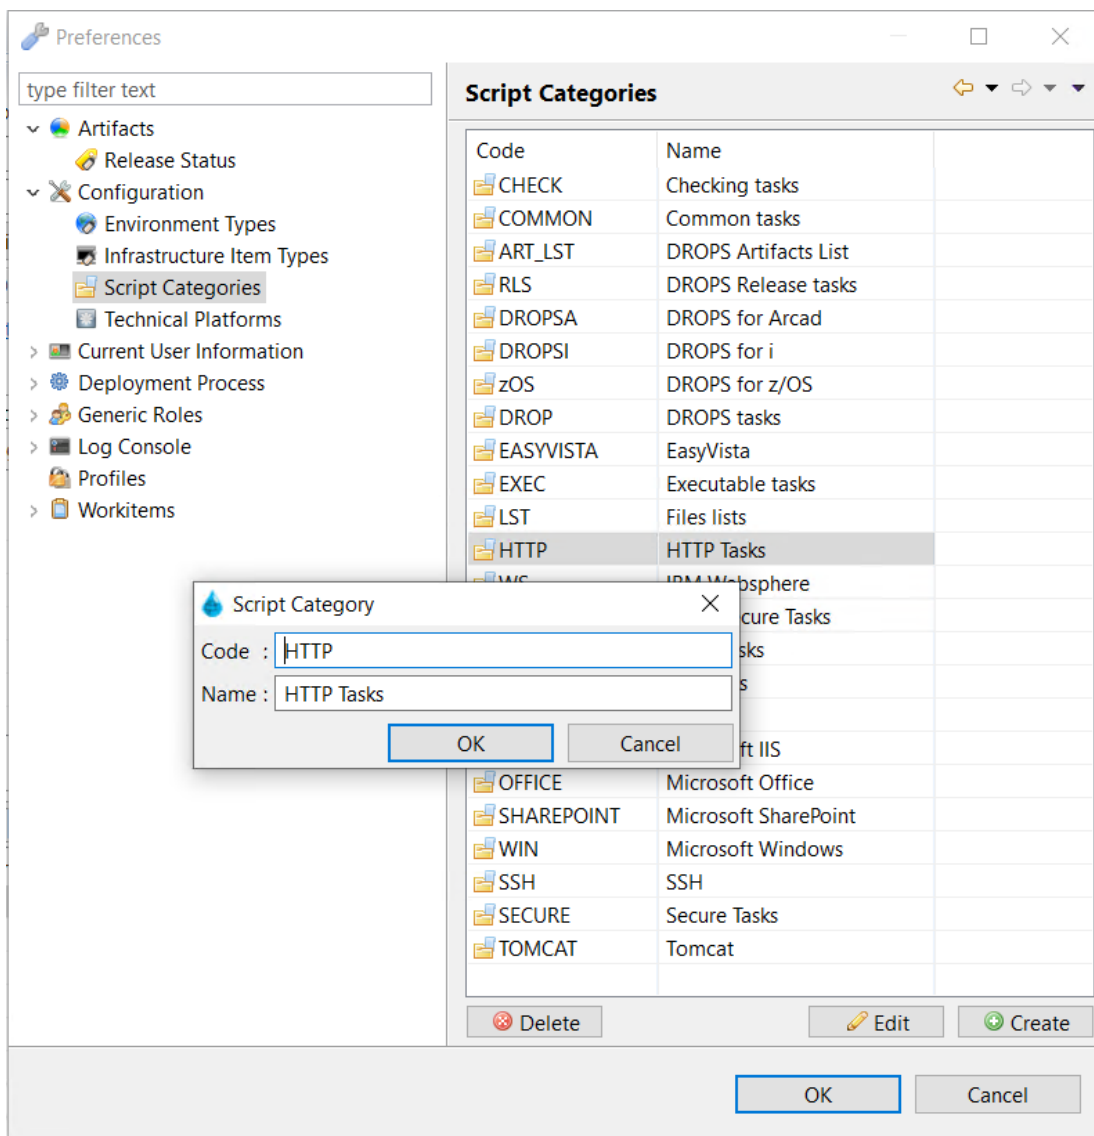 Preferences
type filter text
Artifacts
Release Status
Configuration
Environment Types
Infrastructure Item Types
Script Categories
Technical Platforms
Current User Information
Deployment Process
Generic Roles
Log Console
Profiles
Workitems
Script Categories
Code Name
CHECK Checking tasks
COMMON Common tasks
ART_LST DROPS Artifacts List
RLS DROPS Release tasks
DROPSA DROPS for Arcad
DROPSI DROPS for i
zOS DROPS for z/OS
DROP DROPS tasks
EASYVISTA EasyVista
EXEC Executable tasks
LST Files lists
HTTP HTTP Tasks
WS IBM Websphere
Tasks
OFFICE Microsoft Office
SHAREPOINT Microsoft SharePoint
WIN Microsoft Windows
SSH SSH
SECURE Secure Tasks
TOMCAT Tomcat
Delete Edit Create
OK Cancel
Script Category
Code : HTTP
Name : HTTP Tasks
OK Cancel
IIS